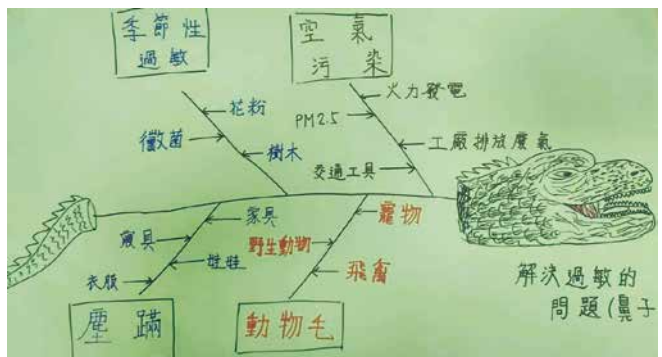 季節性
過敏
空氣
污染
花粉
黴菌
樹木
火力發電
PM2.5
工廠排放廢氣
交通工具
家具
寢具
娃娃
衣服
塵蹣
寵物
野生動物
飛禽
動物毛
解決過敏的
問題(鼻子